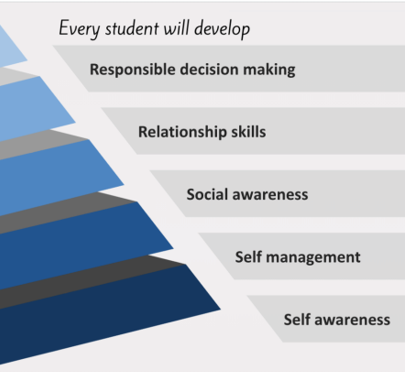 Every student will develop
Responsible decision making
Relationship skills
Social awareness
Self management
Self awareness